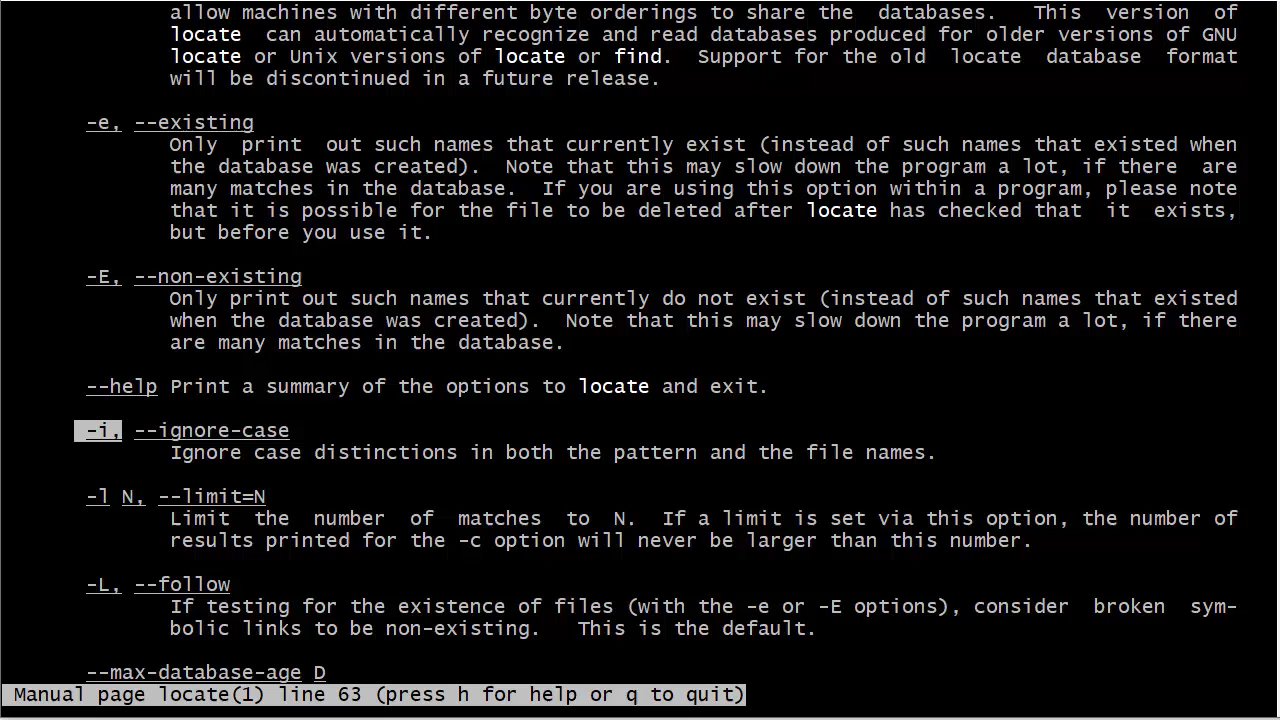 allow machines with different byte orderings to share the databases. This version of
locate can automatically recognize and read databases produced for older versions of GNU
locate or Unix versions of locate or find. Support for the old locate database format
will be discontinued in a future release.
-e, --existing
Only print out such names that currently exist (instead of such names that existed when
the database was created). Note that this may slow down the program a lot, if there are
many matches in the database. If you are using this option within a program, please note
that it is possible for the file to be deleted after locate has checked that it exists,
but before you use it.
-E, --non-existing
Only print out such names that currently do not exist (instead of such names that existed
when the database was created). Note that this may slow down the program a lot, if there
are many matches in the database.
--help Print a summary of the options to locate and exit.
-i, --ignore-case
Ignore case distinctions in both the pattern and the file names.
-l N, --limit=N
Limit the number of matches to N. If a limit is set via this option, the number of
results printed for the -c option will never be larger than this number.
-L, --follow
If testing for the existence of files (with the -e or -E options), consider broken sym-
bolic links to be non-existing. This is the default.
--max-database-age D
Manual page locate(1) line 63 (press h for help or q to quit)